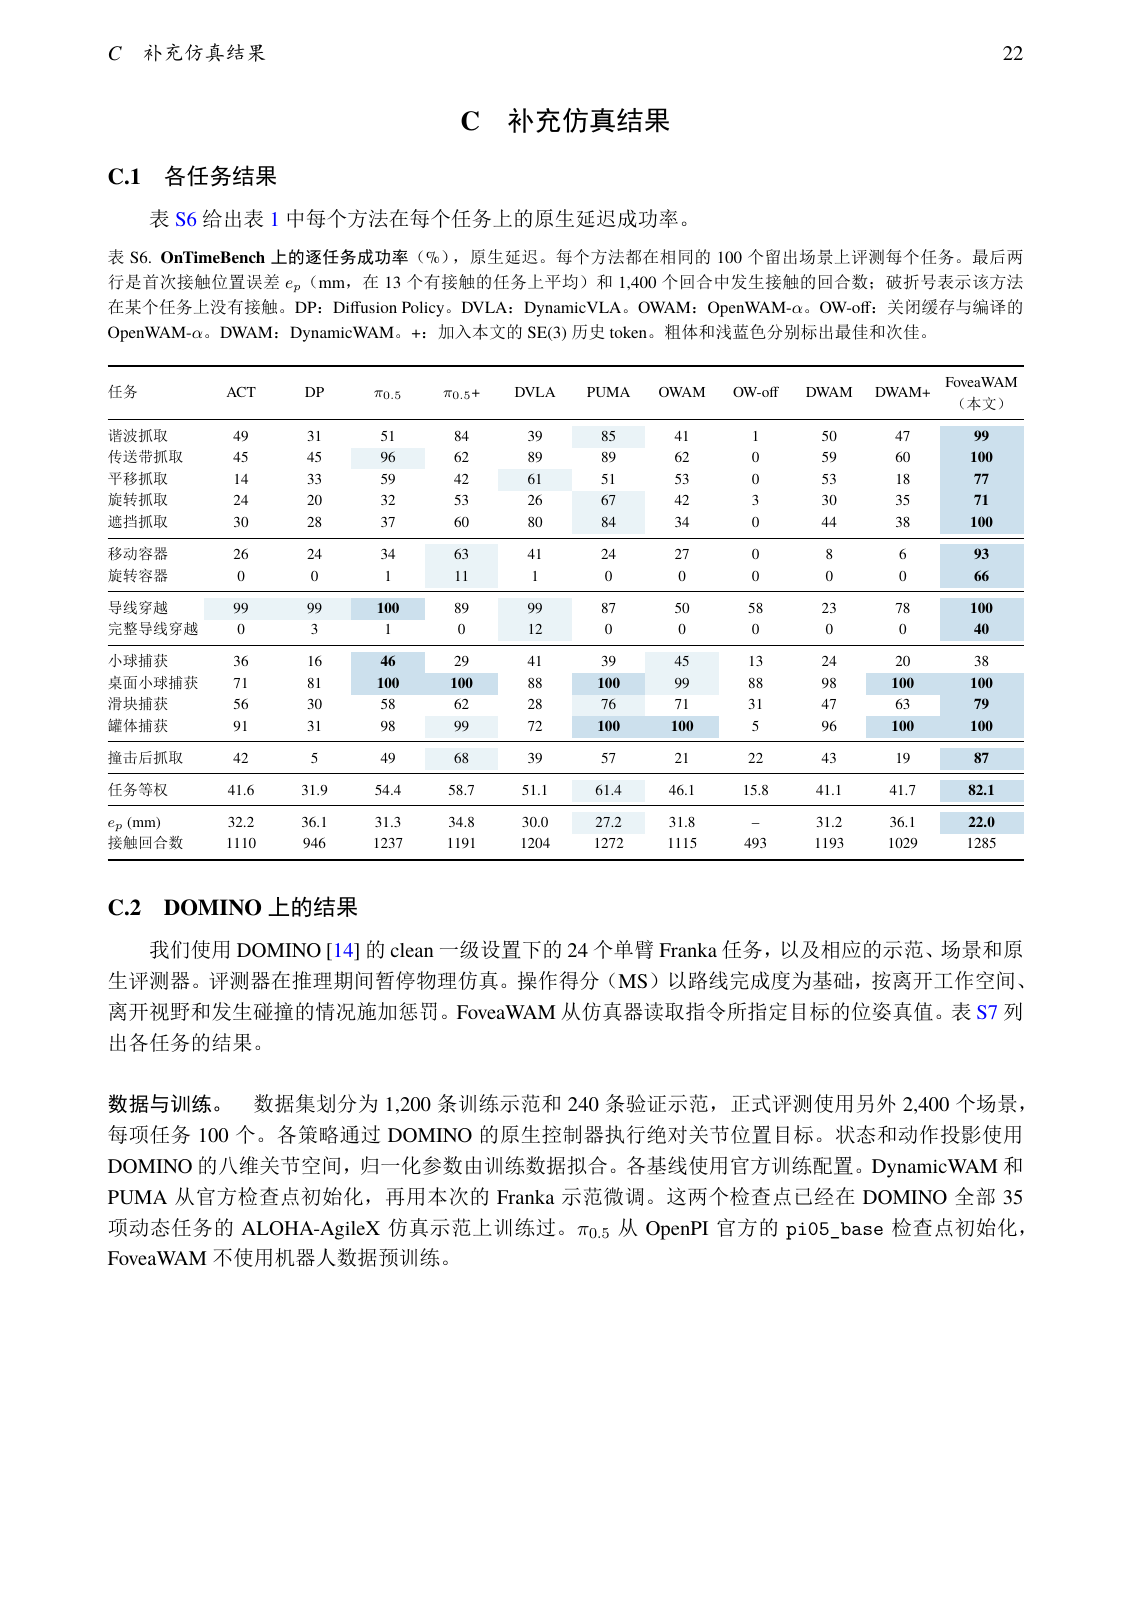 C 补充仿真结果 22
C 补充仿真结果
C.1 各任务结果
表 S6 给出表 1 中每个方法在每个任务上的原生延迟成功率。
表 S6. OnTimeBench 上的逐任务成功率（%），原生延迟。每个方法都在相同的 100 个留出场景上评测每个任务。最后两
行是首次接触位置误差 eₚ（mm，在 13 个有接触的任务上平均）和 1,400 个回合中发生接触的回合数；破折号表示该方法
在某个任务上没有接触。DP：Diffusion Policy。DVLA：DynamicVLA。OWAM：OpenWAM-α。OW-off：关闭缓存与编译的
OpenWAM-α。DWAM：DynamicWAM。+：加入本文的 SE(3) 历史 token。粗体和浅蓝色分别标出最佳和次佳。
任务 ACT DP π0.5 π0.5+ DVLA PUMA OWAM OW-off DWAM DWAM+ FoveaWAM
（本文）
谐波抓取 49 31 51 84 39 85 41 1 50 47 99
传送带抓取 45 45 96 62 89 89 62 0 59 60 100
平移抓取 14 33 59 42 61 51 53 0 53 18 77
旋转抓取 24 20 32 53 26 67 42 3 30 35 71
遮挡抓取 30 28 37 60 80 84 34 0 44 38 100
移动容器 26 24 34 63 41 24 27 0 8 6 93
旋转容器 0 0 1 11 1 0 0 0 0 0 66
导线穿越 99 99 100 89 99 87 50 58 23 78 100
完整导线穿越 0 3 1 0 12 0 0 0 0 0 40
小球捕获 36 16 46 29 41 39 45 13 24 20 38
桌面小球捕获 71 81 100 100 88 100 99 88 98 100 100
滑块捕获 56 30 58 62 28 76 71 31 47 63 79
罐体捕获 91 31 98 99 72 100 100 5 96 100 100
撞击后抓取 42 5 49 68 39 57 21 22 43 19 87
任务等权 41.6 31.9 54.4 58.7 51.1 61.4 46.1 15.8 41.1 41.7 82.1
eₚ (mm) 32.2 36.1 31.3 34.8 30.0 27.2 31.8 – 31.2 36.1 22.0
接触回合数 1110 946 1237 1191 1204 1272 1115 493 1193 1029 1285
C.2 DOMINO 上的结果
我们使用 DOMINO [14] 的 clean 一级设置下的 24 个单臂 Franka 任务，以及相应的示范、场景和原
生评测器。评测器在推理期间暂停物理仿真。操作得分（MS）以路线完成度为基础，按离开工作空间、
离开视野和发生碰撞的情况施加惩罚。FoveaWAM 从仿真器读取指令所指定目标的位姿真值。表 S7 列
出各任务的结果。
数据与训练。 数据集划分为 1,200 条训练示范和 240 条验证示范，正式评测使用另外 2,400 个场景，
每项任务 100 个。各策略通过 DOMINO 的原生控制器执行绝对关节位置目标。状态和动作投影使用
DOMINO 的八维关节空间，归一化参数由训练数据拟合。各基线使用官方训练配置。DynamicWAM 和
PUMA 从官方检查点初始化，再用本次的 Franka 示范微调。这两个检查点已经在 DOMINO 全部 35
项动态任务的 ALOHA-AgileX 仿真示范上训练过。π0.5 从 OpenPI 官方的 pi05_base 检查点初始化，
FoveaWAM 不使用机器人数据预训练。